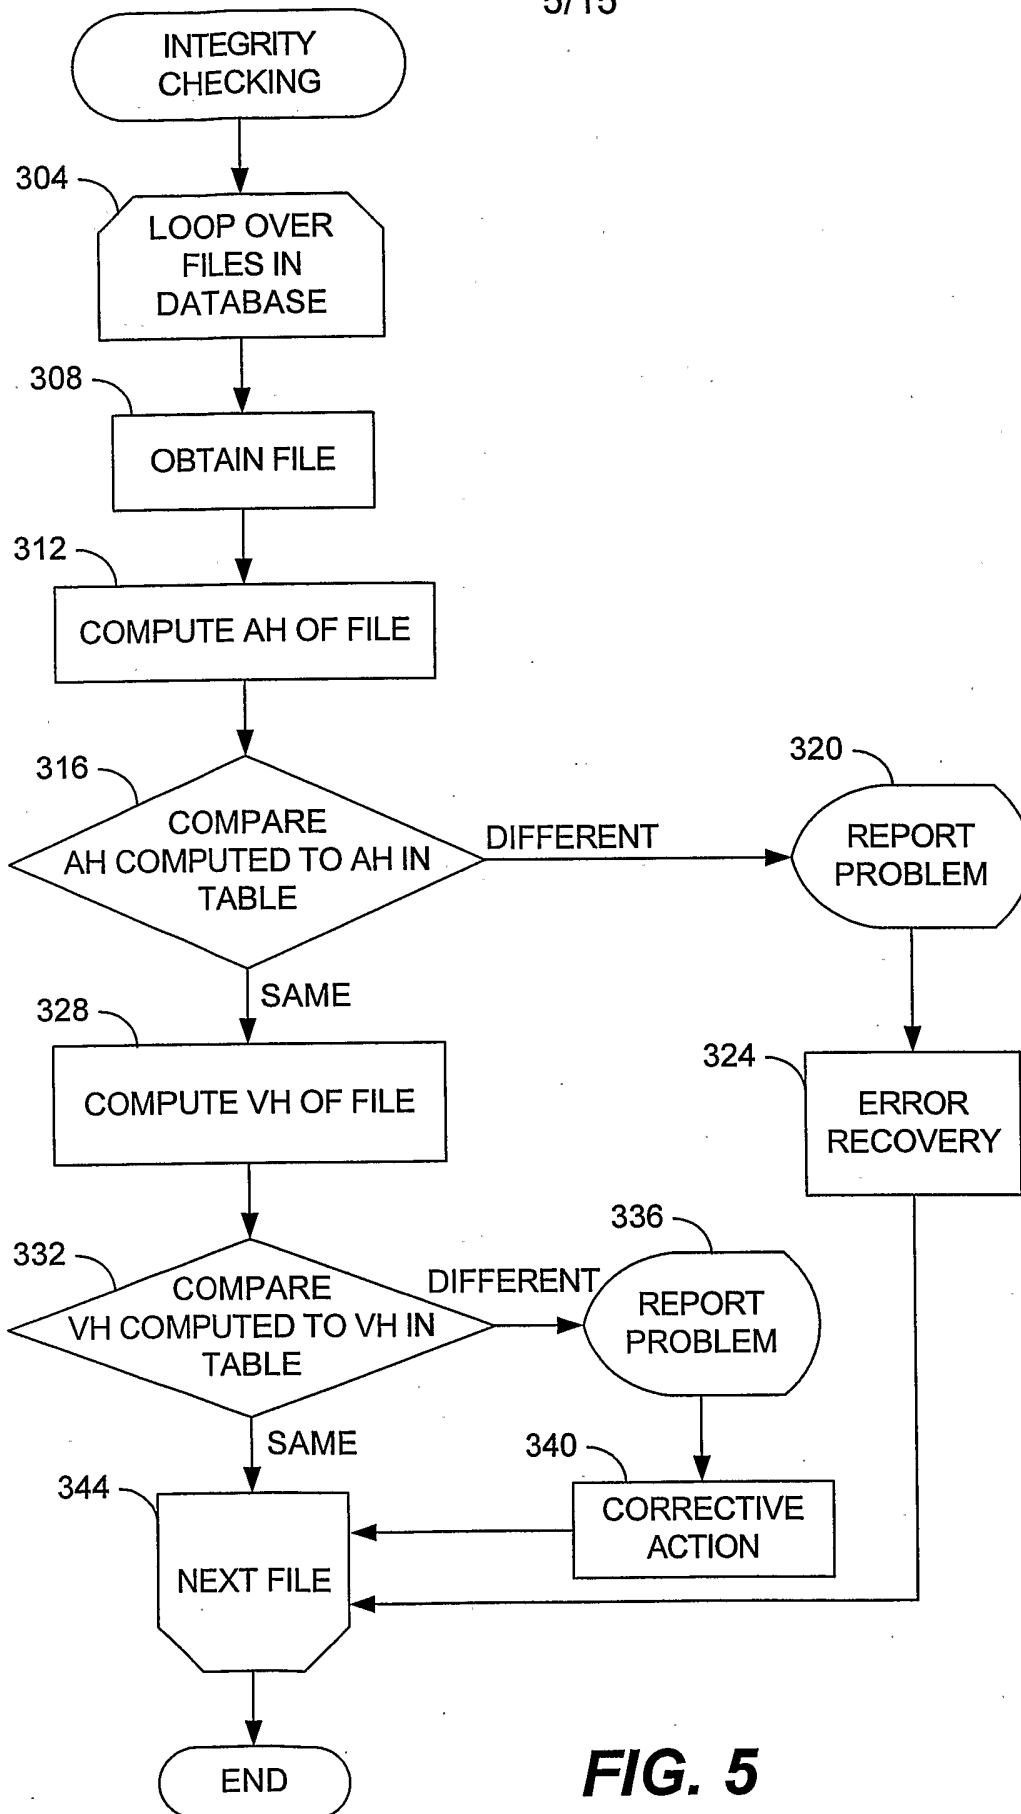 5/15
INTEGRITY
CHECKING
304
LOOP OVER
FILES IN
DATABASE
308
OBTAIN FILE
312
COMPUTE AH OF FILE
316
COMPARE
AH COMPUTED TO AH IN
TABLE
DIFFERENT
320
REPORT
PROBLEM
SAME
328
COMPUTE VH OF FILE
324
ERROR
RECOVERY
332
COMPARE
VH COMPUTED TO VH IN
TABLE
DIFFERENT
336
REPORT
PROBLEM
SAME
340
CORRECTIVE
ACTION
344
NEXT FILE
END
FIG. 5